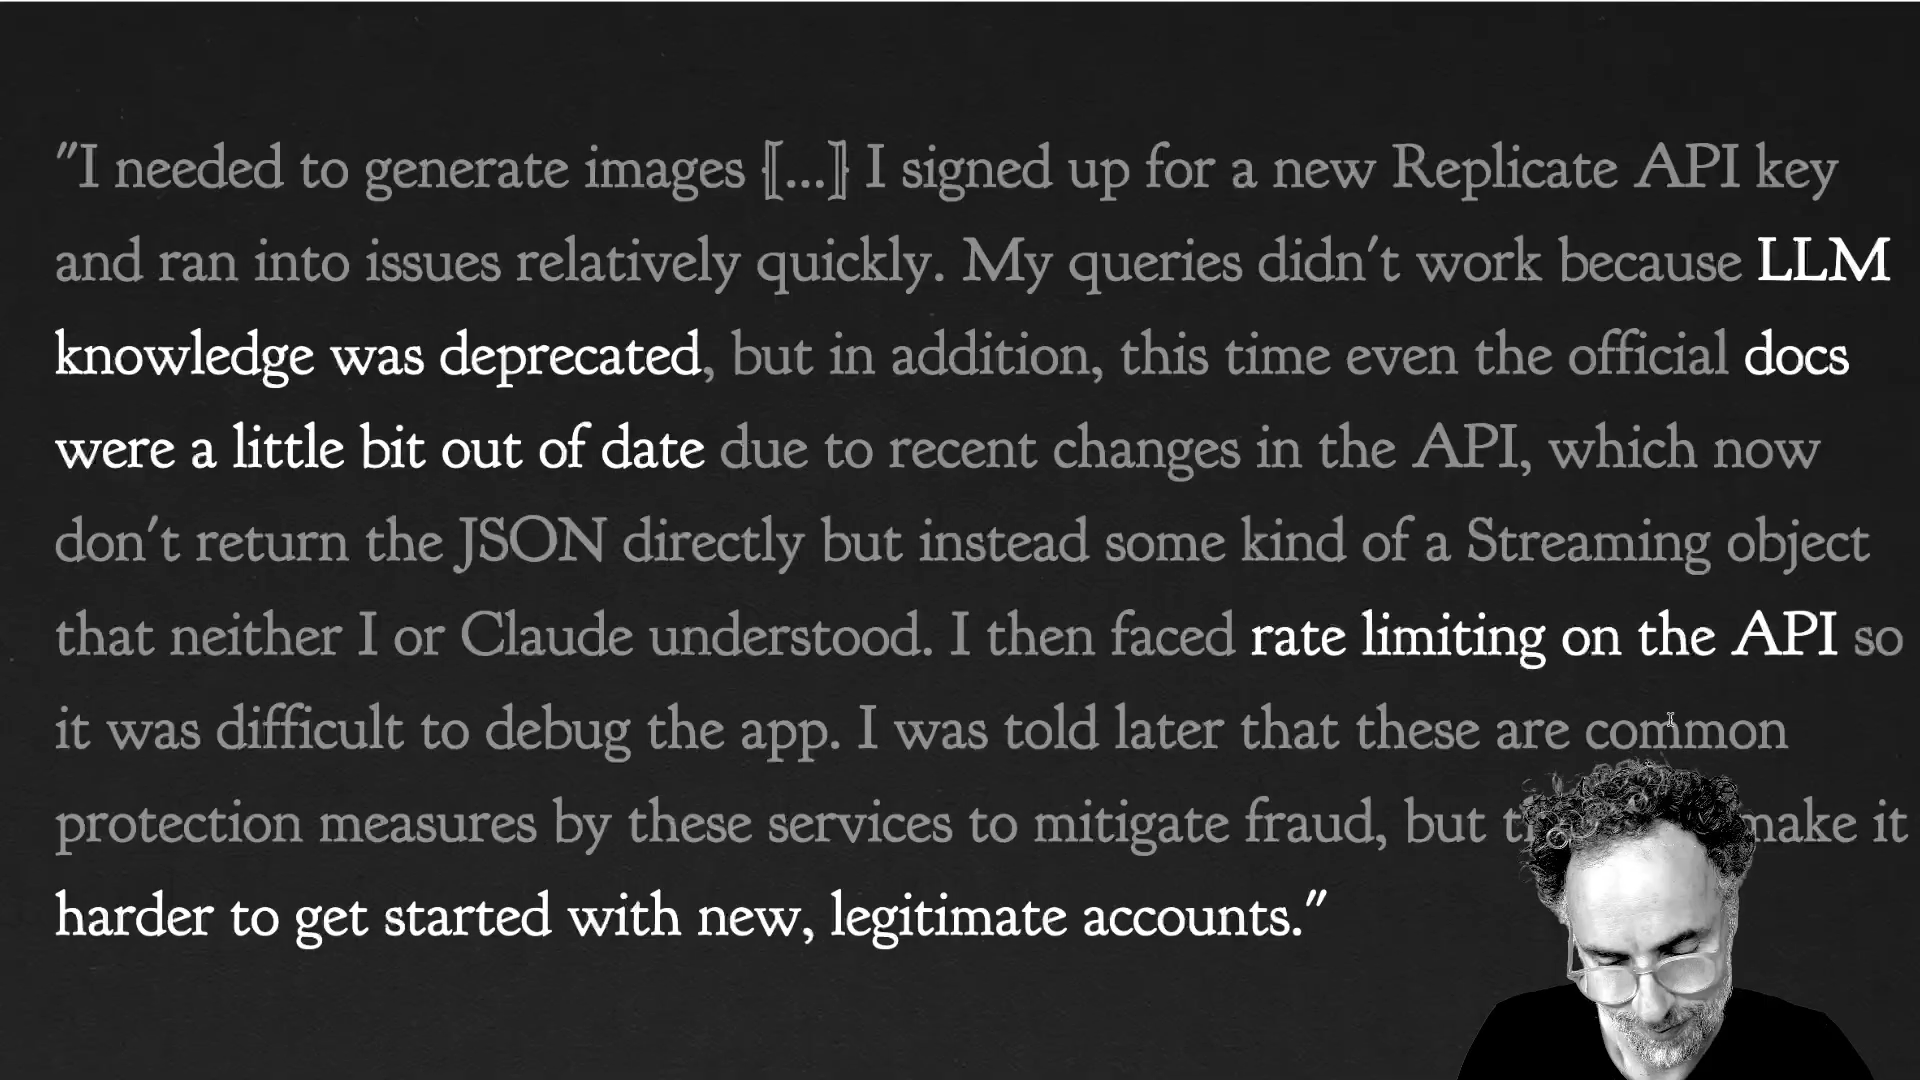 "I needed to generate images [...] I signed up for a new Replicate API key
and ran into issues relatively quickly. My queries didn't work because LLM
knowledge was deprecated, but in addition, this time even the official docs
were a little bit out of date due to recent changes in the API, which now
don't return the JSON directly but instead some kind of a Streaming object
that neither I or Claude understood. I then faced rate limiting on the API so
it was difficult to debug the app. I was told later that these are common
protection measures by these services to mitigate fraud, but make it
harder to get started with new, legitimate accounts."